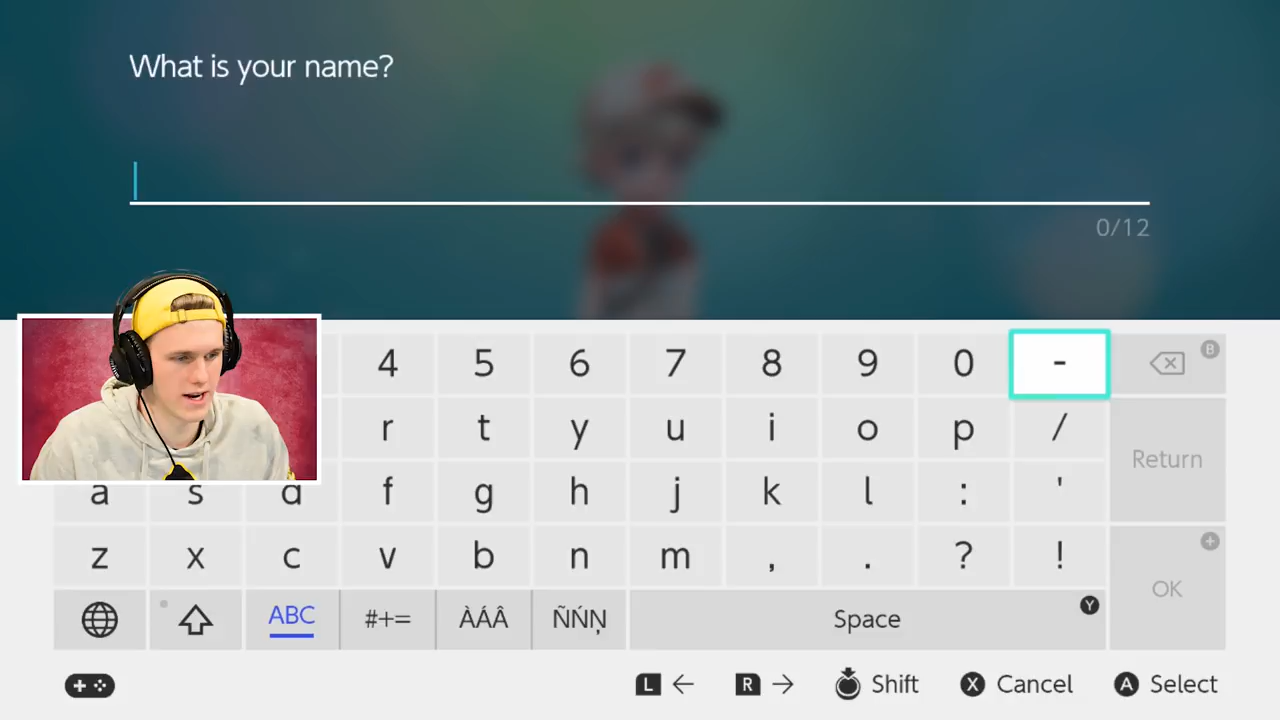 What is your name?
0/12
4 5 6 7 8 9 0 - B
r t y u i o p /
Return
a s d f g h j k l : '
z x c v b n m , . ? ! +
OK
ABC #+= ÀÁÂ ÑŃŅ Space Y
L ← R → Shift X Cancel A Select